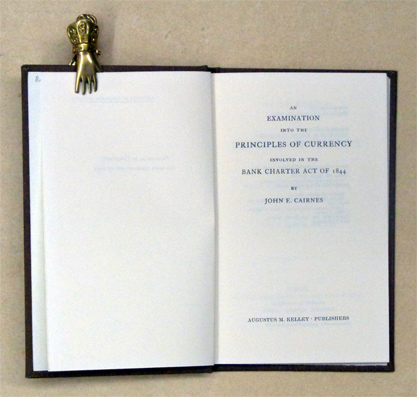 AN
EXAMINATION
INTO THE
PRINCIPLES OF CURRENCY
INVOLVED IN THE
BANK CHARTER ACT OF 1844
BY
JOHN E. CAIRNES
AUGUSTUS M. KELLEY · PUBLISHERS